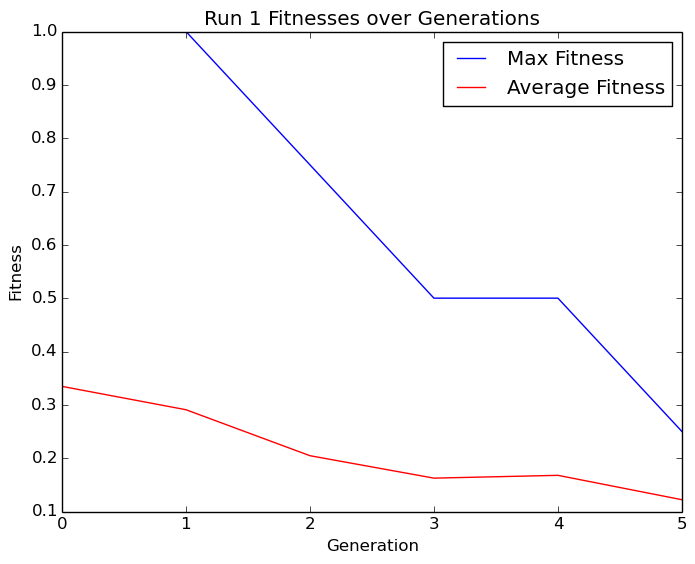 Run 1 Fitnesses over Generations
1.0
0.9
0.8
0.7
0.6
0.5
0.4
0.3
0.2
0.1
Fitness
Max Fitness
Average Fitness
0 1 2 3 4 5
Generation